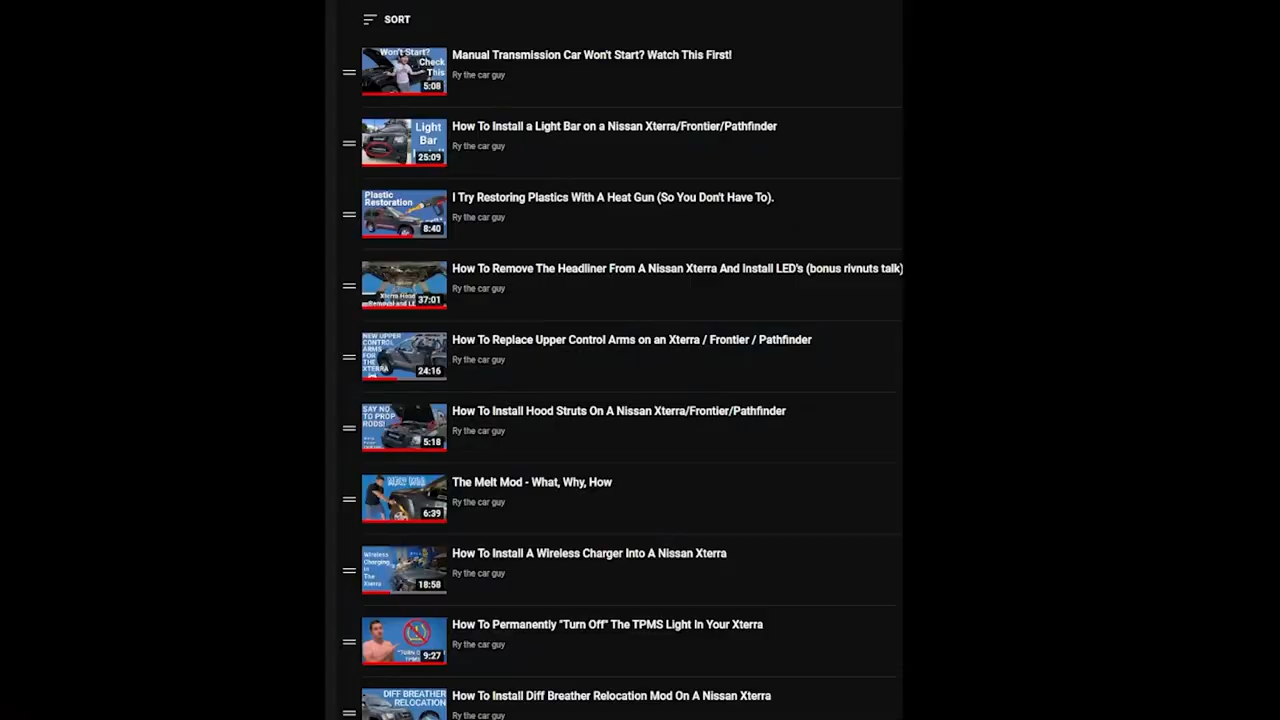 SORT
Won't Start?
Check
This
5:08
Manual Transmission Car Won't Start? Watch This First!
Ry the car guy
Light
Bar
25:09
How To Install a Light Bar on a Nissan Xterra/Frontier/Pathfinder
Ry the car guy
Plastic
Restoration
8:40
I Try Restoring Plastics With A Heat Gun (So You Don't Have To).
Ry the car guy
37:01
How To Remove The Headliner From A Nissan Xterra And Install LED's (bonus rivnuts talk)
Ry the car guy
NEW UPPER
CONTROL
ARMS
FOR
THE
XTERRA
24:16
How To Replace Upper Control Arms on an Xterra / Frontier / Pathfinder
Ry the car guy
SAY NO
TO PROP
RODS!
5:18
How To Install Hood Struts On A Nissan Xterra/Frontier/Pathfinder
Ry the car guy
6:39
The Melt Mod - What, Why, How
Ry the car guy
Wireless
Charging
in
The
Xterra
18:58
How To Install A Wireless Charger Into A Nissan Xterra
Ry the car guy
9:27
How To Permanently "Turn Off" The TPMS Light In Your Xterra
Ry the car guy
DIFF BREATHER
RELOCATION
How To Install Diff Breather Relocation Mod On A Nissan Xterra
Ry the car guy